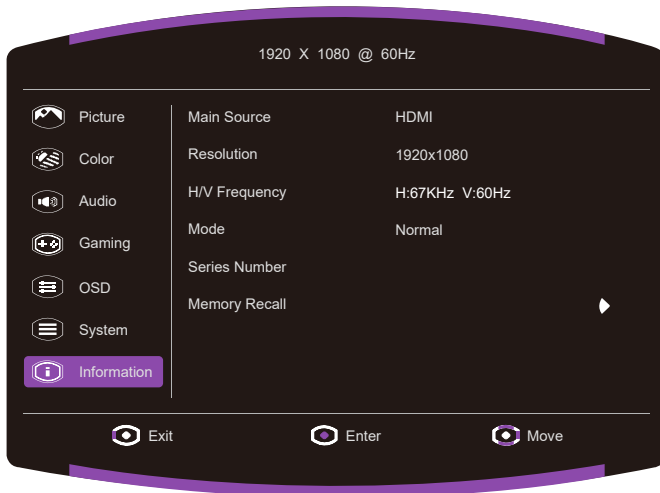 1920 X 1080 @ 60Hz
Picture
Color
Audio
Gaming
OSD
System
Information
Main Source HDMI
Resolution 1920x1080
H/V Frequency H:67KHz V:60Hz
Mode Normal
Series Number
Memory Recall
Exit Enter Move